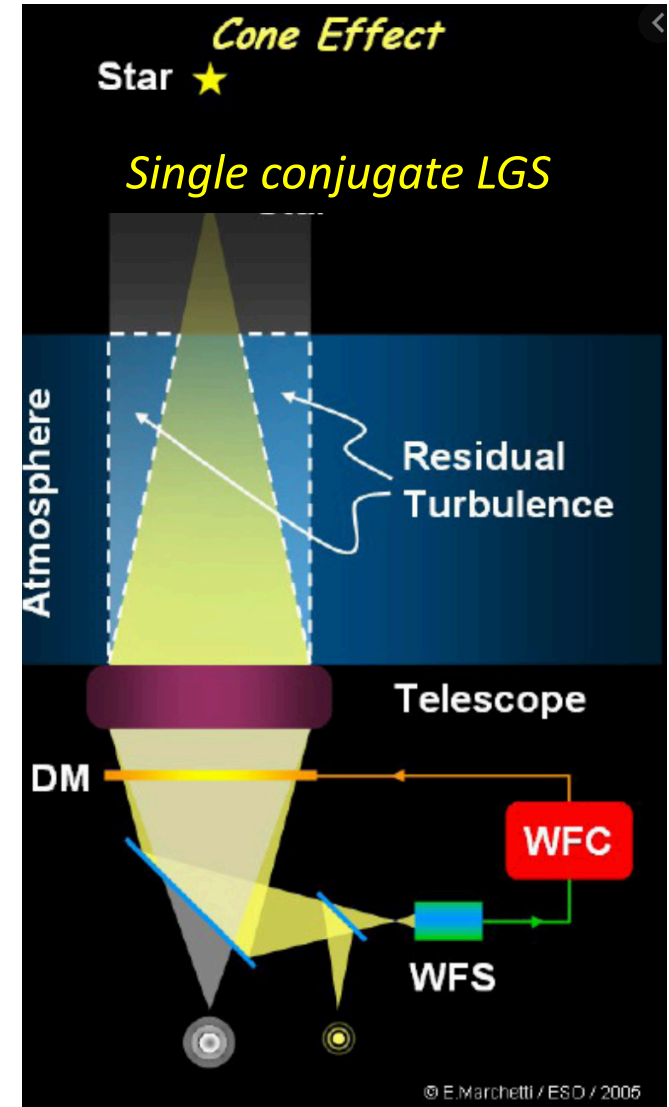 Cone Effect
Star
Single conjugate LGS
Atmosphere
Residual
Turbulence
Telescope
DM
WFC
WFS
© E.Marchetti / ESO / 2005